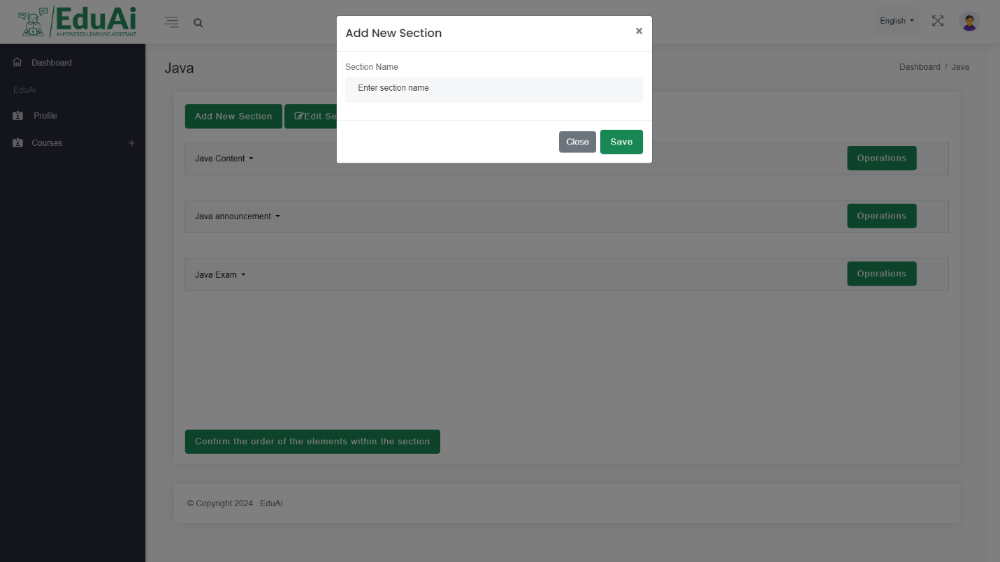 EduAi
AI-POWERED LEARNING ASSISTANT
English
Dashboard
EduAi
Profile
Courses +
Java
Dashboard / Java
Add New Section
Edit Se
Add New Section ×
Section Name
Enter section name
Close Save
Java Content Operations
Java announcement Operations
Java Exam Operations
Confirm the order of the elements within the section
© Copyright 2024 . EduAi